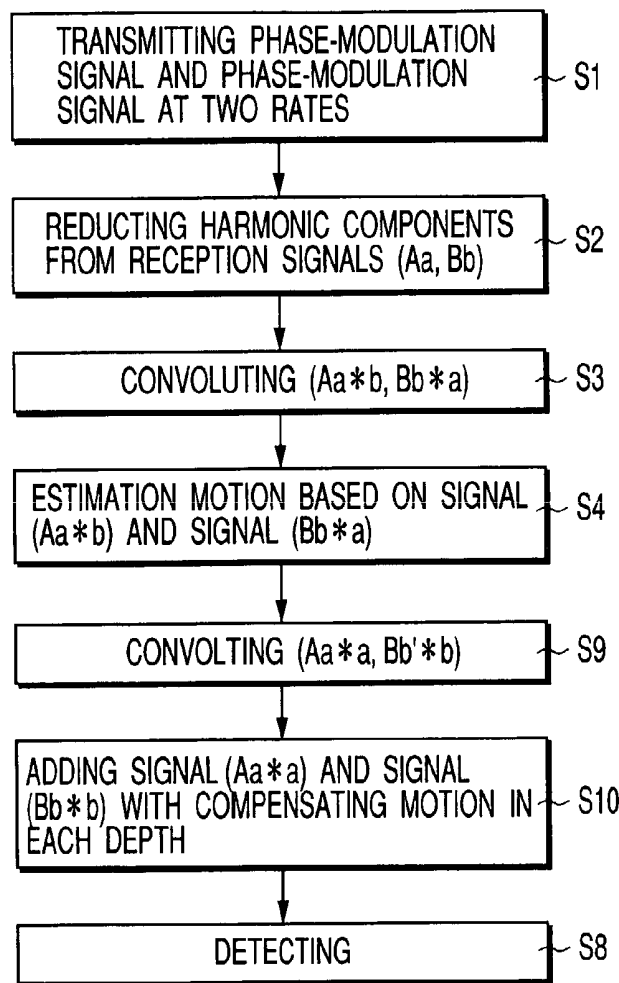 TRANSMITTING PHASE-MODULATION
SIGNAL AND PHASE-MODULATION
SIGNAL AT TWO RATES
S1
REDUCTING HARMONIC COMPONENTS
FROM RECEPTION SIGNALS (Aa, Bb)
S2
CONVOLUTING (Aa*b, Bb*a)
S3
ESTIMATION MOTION BASED ON SIGNAL
(Aa*b) AND SIGNAL (Bb*a)
S4
CONVOLTING (Aa*a, Bb'*b)
S9
ADDING SIGNAL (Aa*a) AND SIGNAL
(Bb*b) WITH COMPENSATING MOTION IN
EACH DEPTH
S10
DETECTING
S8